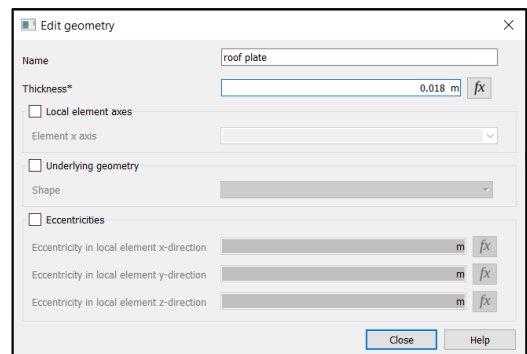 Edit geometry
Name roof plate
Thickness* 0.018 m fx
Local element axes
Element x axis
Underlying geometry
Shape
Eccentricities
Eccentricity in local element x-direction m fx
Eccentricity in local element y-direction m fx
Eccentricity in local element z-direction m fx
Close Help